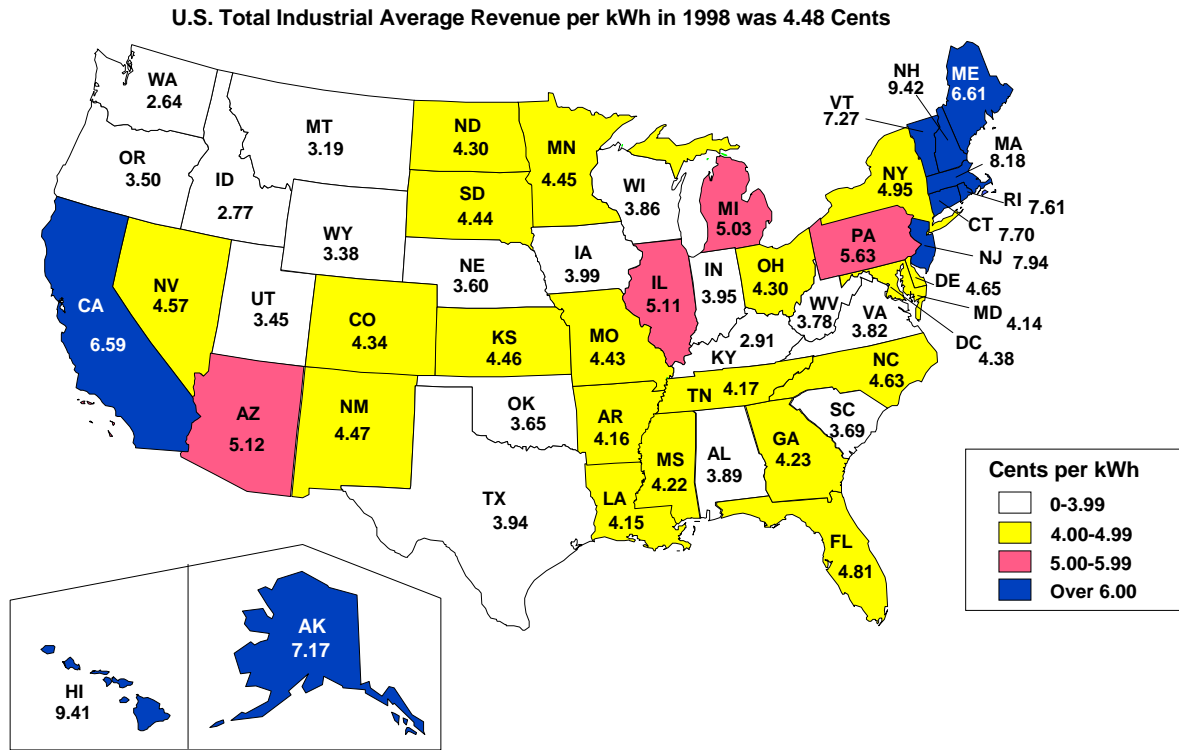 U.S. Total Industrial Average Revenue per kWh in 1998 was 4.48 Cents
WA
2.64
OR
3.50
ID
2.77
MT
3.19
WY
3.38
ND
4.30
SD
4.44
MN
4.45
WI
3.86
MI
5.03
NY
4.95
VT
7.27
NH
9.42
ME
6.61
MA
8.18
RI 7.61
CT
7.70
NJ 7.94
DE
4.65
MD
4.14
DC
4.38
PA
5.63
CA
6.59
NV
4.57
UT
3.45
CO
4.34
NE
3.60
KS
4.46
IA
3.99
MO
4.43
IL
5.11
IN
3.95
OH
4.30
WV
3.78
VA
3.82
2.91
KY
AZ
5.12
NM
4.47
OK
3.65
TX
3.94
AR
4.16
LA
4.15
TN 4.17
NC
4.63
SC
3.69
MS
4.22
AL
3.89
GA
4.23
FL
4.81
HI
9.41
AK
7.17
Cents per kWh
0-3.99
4.00-4.99
5.00-5.99
Over 6.00